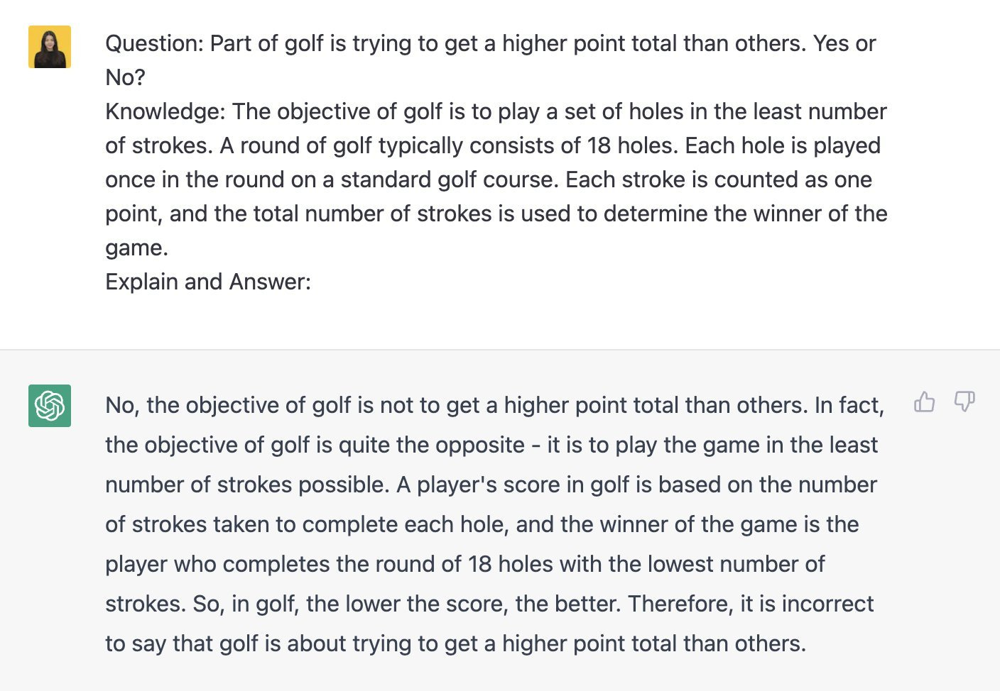 Question: Part of golf is trying to get a higher point total than others. Yes or
No?
Knowledge: The objective of golf is to play a set of holes in the least number
of strokes. A round of golf typically consists of 18 holes. Each hole is played
once in the round on a standard golf course. Each stroke is counted as one
point, and the total number of strokes is used to determine the winner of the
game.
Explain and Answer:
No, the objective of golf is not to get a higher point total than others. In fact,
the objective of golf is quite the opposite - it is to play the game in the least
number of strokes possible. A player's score in golf is based on the number
of strokes taken to complete each hole, and the winner of the game is the
player who completes the round of 18 holes with the lowest number of
strokes. So, in golf, the lower the score, the better. Therefore, it is incorrect
to say that golf is about trying to get a higher point total than others.